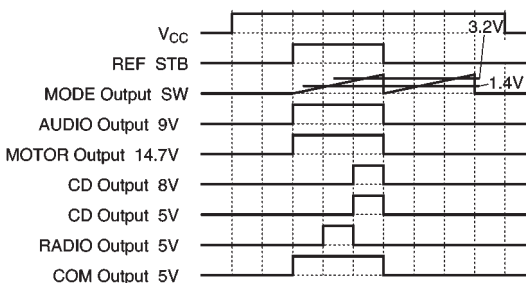 VCC
3.2V
REF STB
MODE Output SW
1.4V
AUDIO Output 9V
MOTOR Output 14.7V
CD Output 8V
CD Output 5V
RADIO Output 5V
COM Output 5V